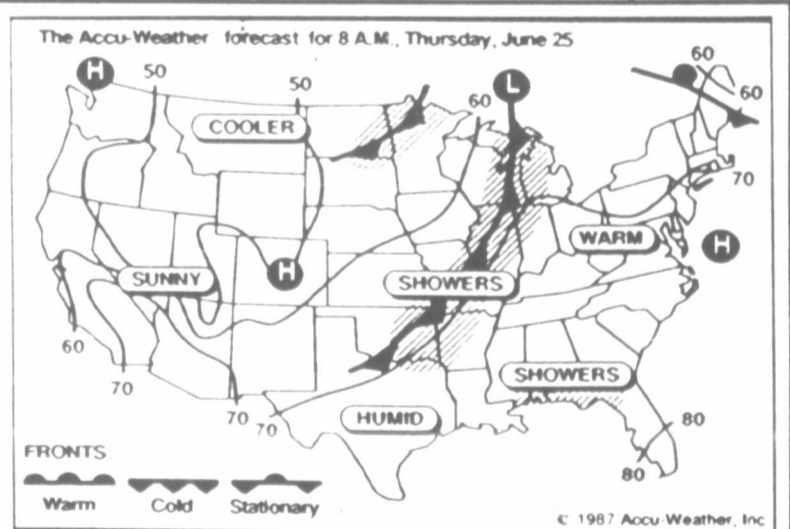 The Accu-Weather forecast for 8 A.M., Thursday, June 25
H
50
50
L
60
60
60
COOLER
70
WARM
H
SUNNY
H
SHOWERS
60
70
SHOWERS
70
70
HUMID
80
80
FRONTS
Warm
Cold
Stationary
© 1987 Accu-Weather, Inc